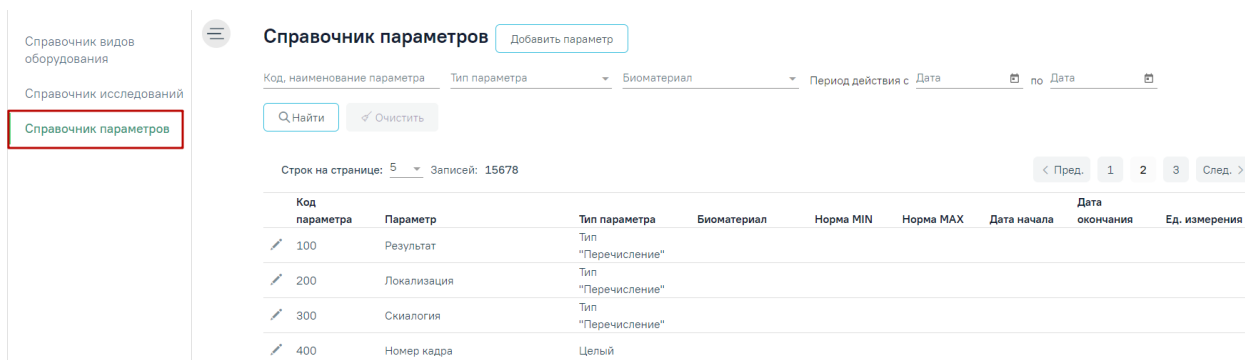 Справочник видов
оборудования
Справочник исследований
Справочник параметров
Справочник параметров Добавить параметр
Код, наименование параметра Тип параметра Биоматериал Период действия с Дата по Дата
Найти Очистить
Строк на странице: 5 Записей: 15678 Пред. 1 2 3 След.
Код параметра Параметр Тип параметра Биоматериал Норма MIN Норма MAX Дата начала Дата окончания Ед. измерения
100 Результат Тип "Перечисление"
200 Локализация Тип "Перечисление"
300 Скиалогия Тип "Перечисление"
400 Номер кадра Целый